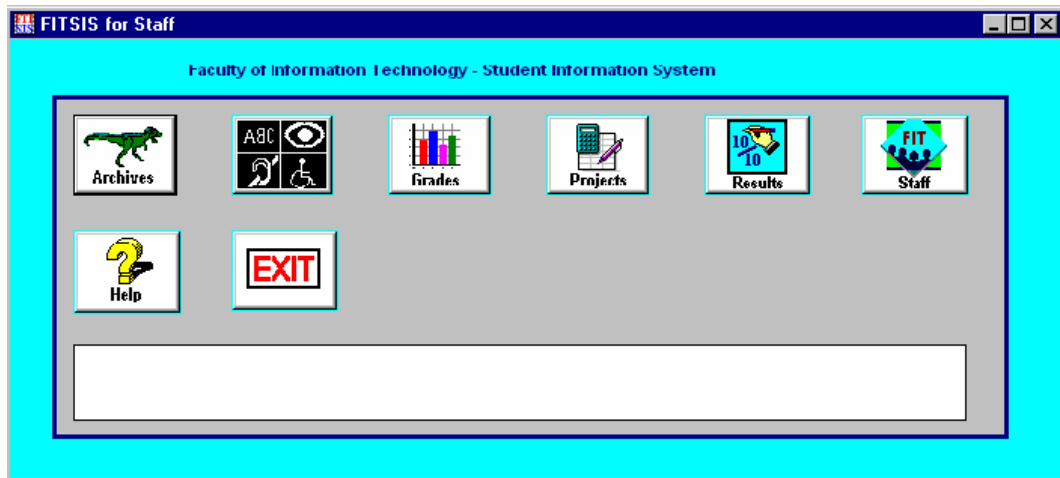 FITSIS for Staff
Faculty of Information Technology - Student Information System
Archives
ABC
Grades
Projects
10/10
Results
FIT
Staff
Help
EXIT